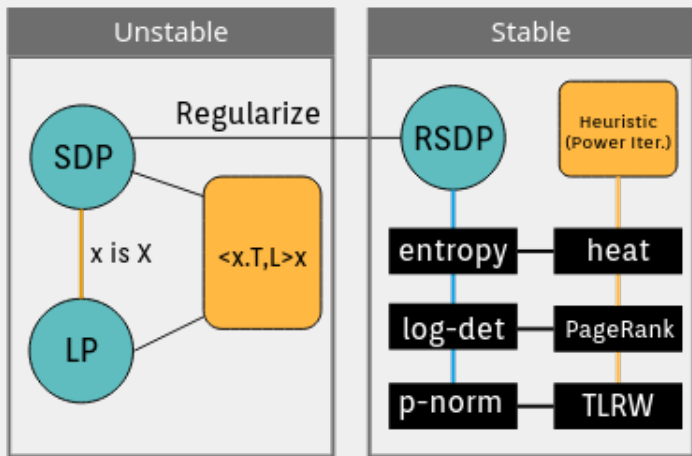 Unstable
Stable
Regularize
SDP
RSDP
Heuristic
(Power Iter.)
x is X
<x.T,L>x
LP
entropy
heat
log-det
PageRank
p-norm
TLRW